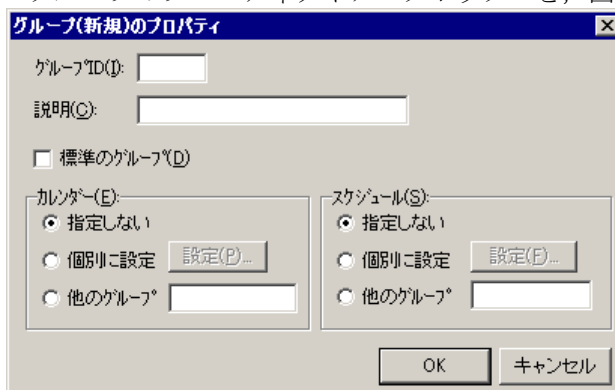 グループ(新規)のプロパティ
グループID(I):
説明(C):
標準のグループ(D)
カレンダー(E):
指定しない
個別に設定 設定(P)...
他のグループ
スケジュール(S):
指定しない
個別に設定 設定(F)...
他のグループ
OK キャンセル